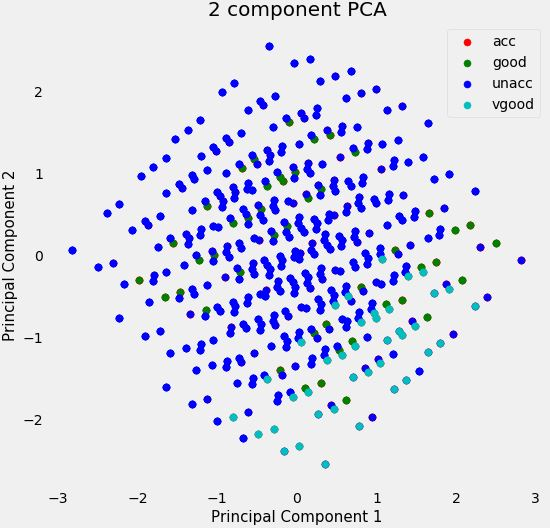 2 component PCA
acc
good
unacc
vgood
Principal Component 2
2
1
0
−1
−2
−3 −2 −1 0 1 2 3
Principal Component 1